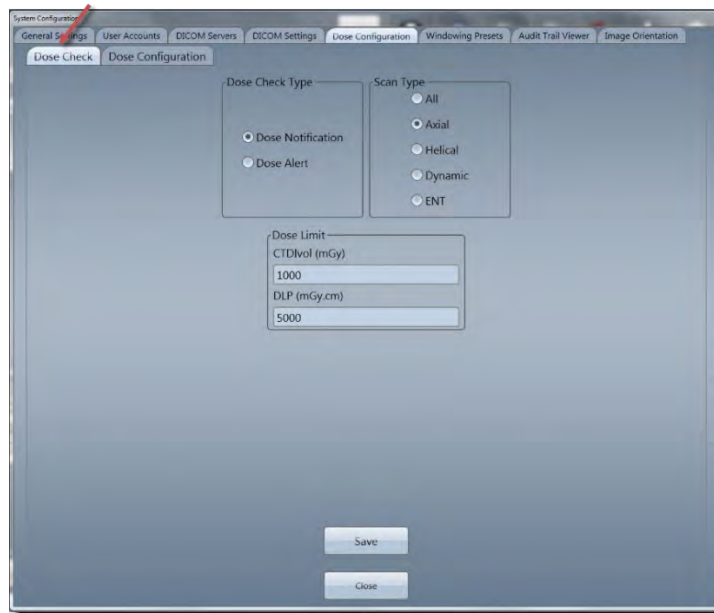 System Configuration
General Settings User Accounts DICOM Servers DICOM Settings Dose Configuration Windowing Presets Audit Trail Viewer Image Orientation
Dose Check Dose Configuration
Dose Check Type Scan Type
All
Axial
Dose Notification
Helical
Dose Alert
Dynamic
ENT
Dose Limit
CTDIvol (mGy)
1000
DLP (mGy.cm)
5000
Save
Close